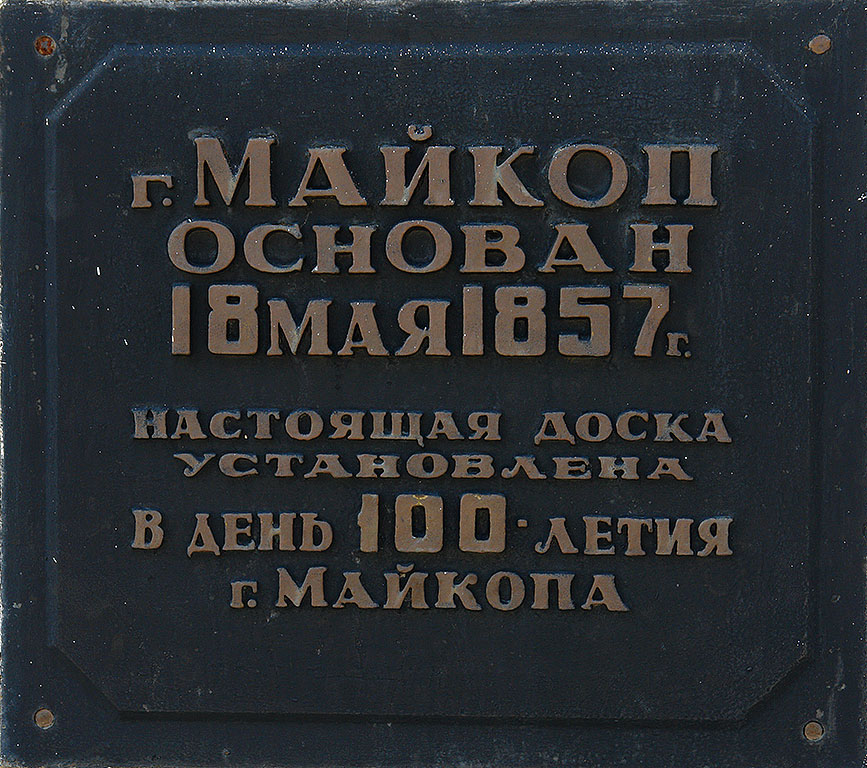 г. МАЙКОП
ОСНОВАН
18 МАЯ 1857 г.
НАСТОЯЩАЯ ДОСКА
УСТАНОВЛЕНА
В ДЕНЬ 100-ЛЕТИЯ
г. МАЙКОПА